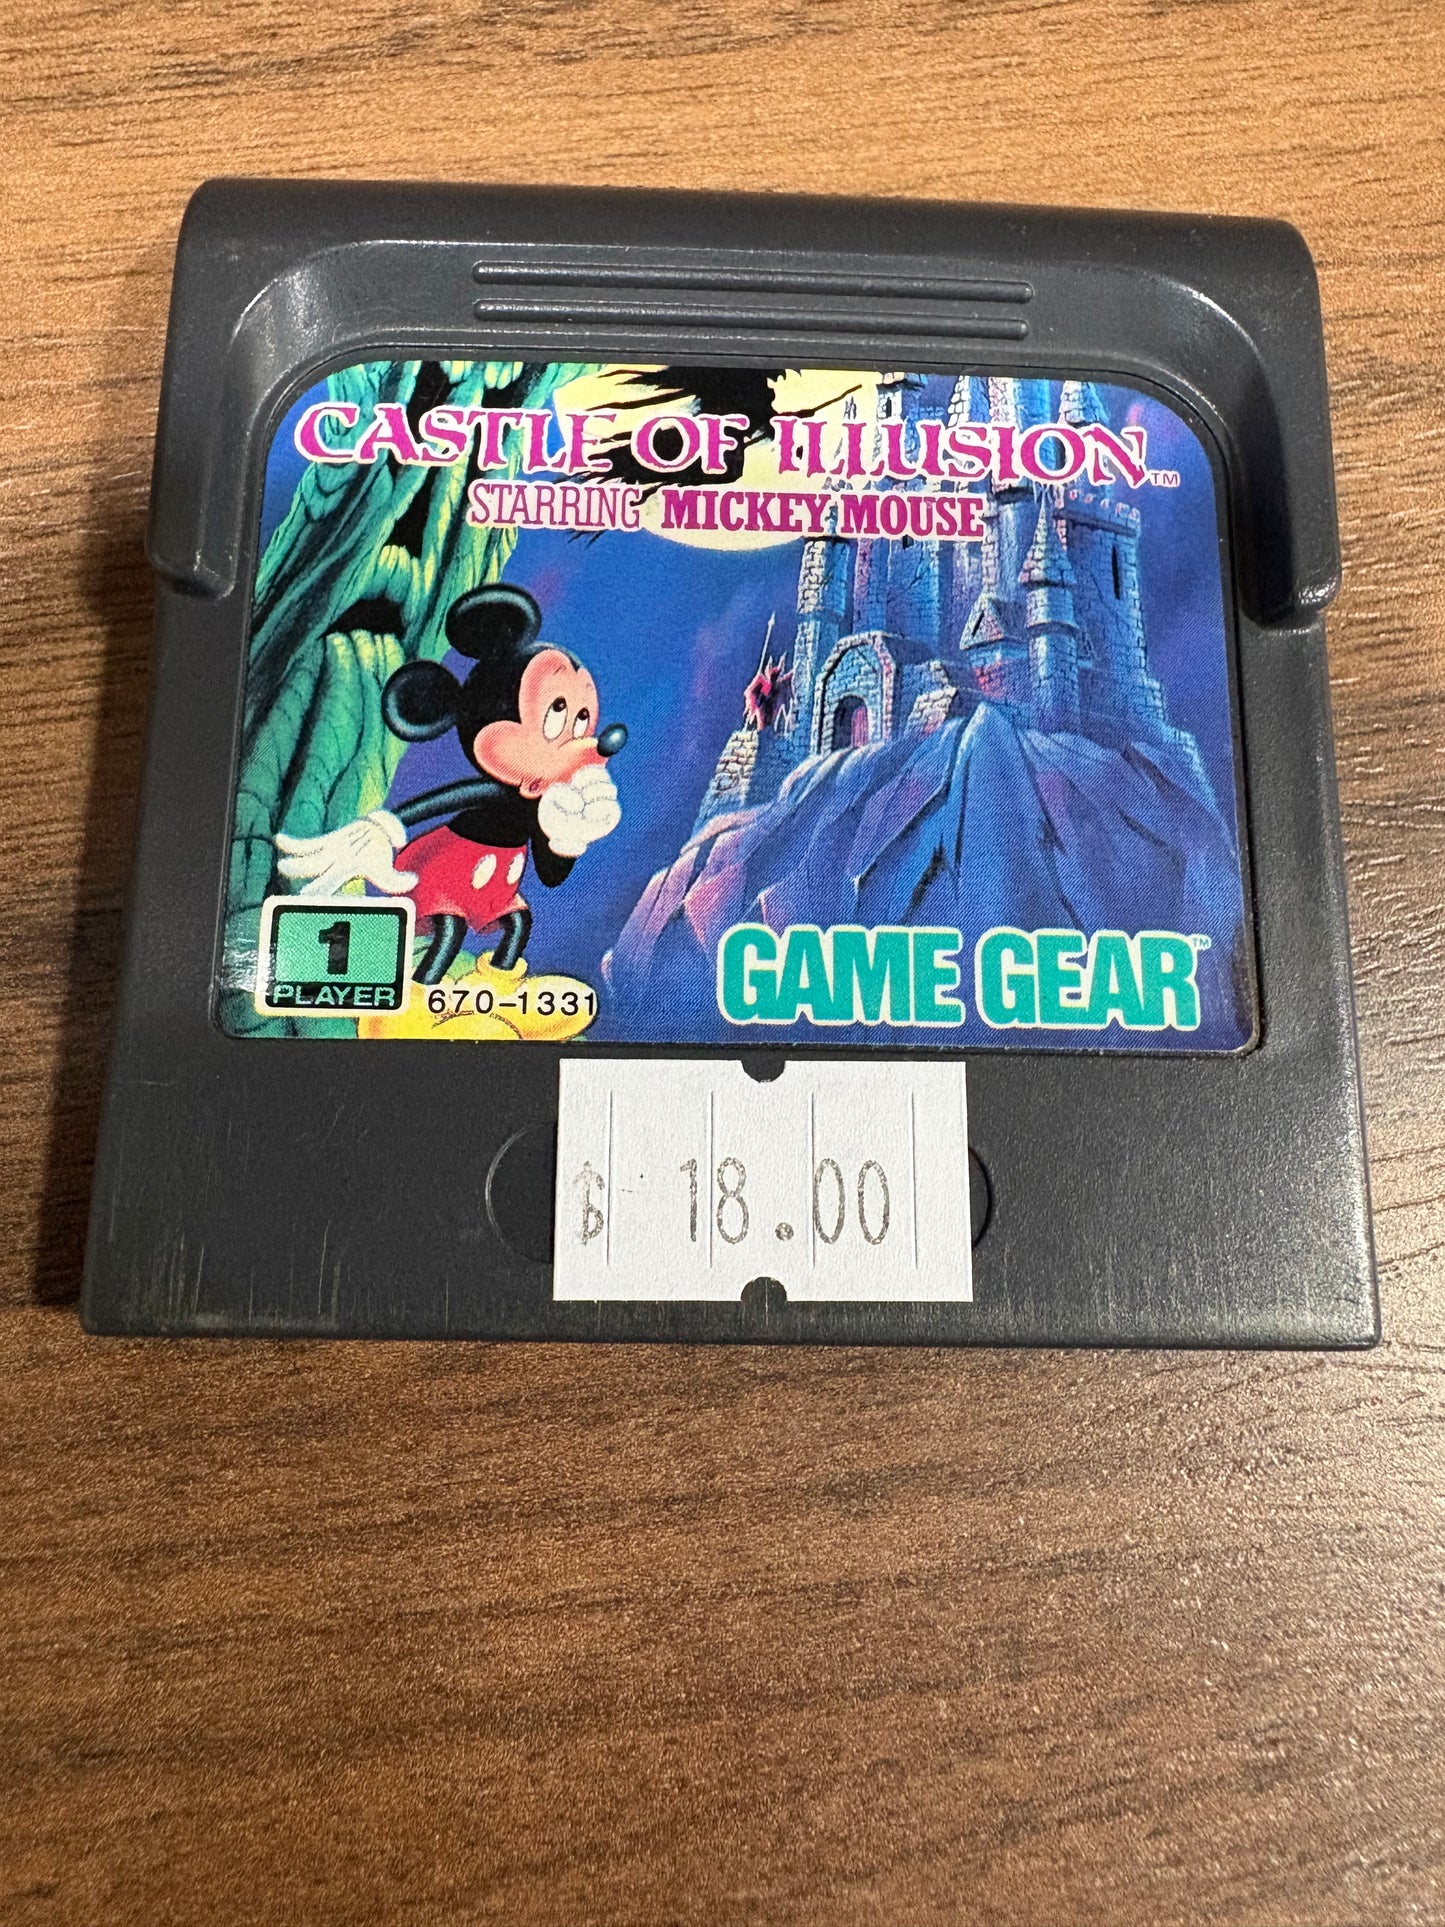 CASTLE OF ILLUSION™
STARRING MICKEY MOUSE
1
PLAYER
670-1331
GAME GEAR™
$ 18.00